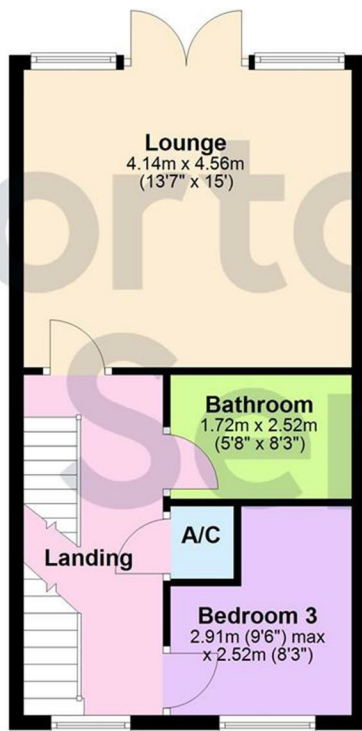 Lounge
4.14m x 4.56m
(13'7" x 15')
Bathroom
1.72m x 2.52m
(5'8" x 8'3")
A/C
Landing
Bedroom 3
2.91m (9'6") max
x 2.52m (8'3")